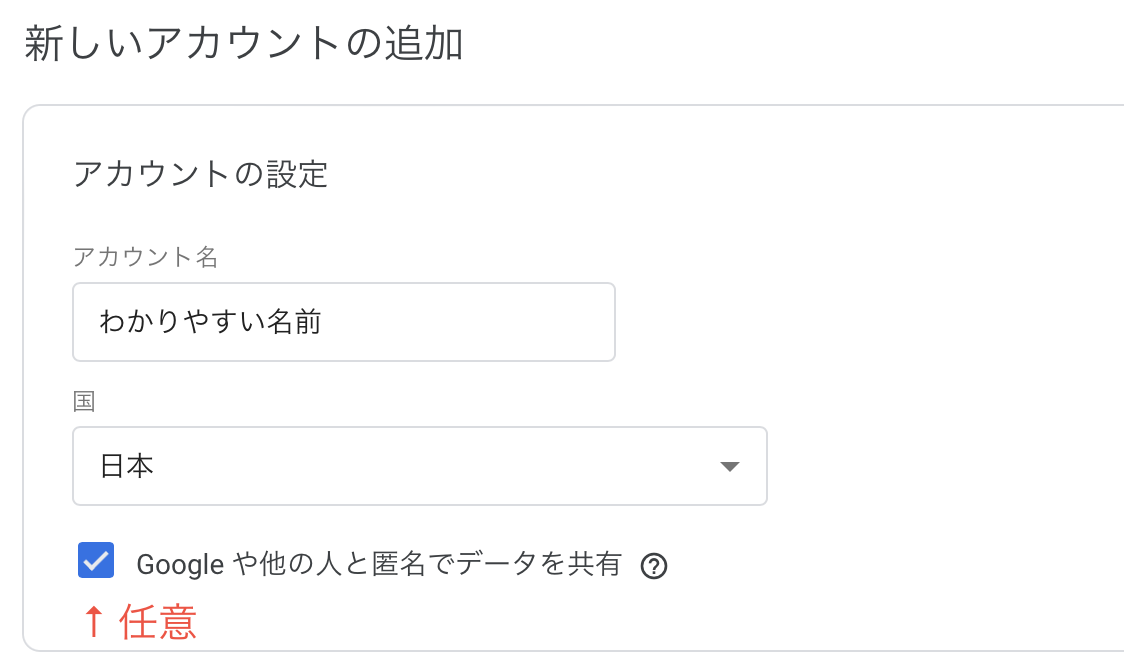 新しいアカウントの追加
アカウントの設定
アカウント名
わかりやすい名前
国
日本
Google や他の人と匿名でデータを共有 ?
↑ 任意